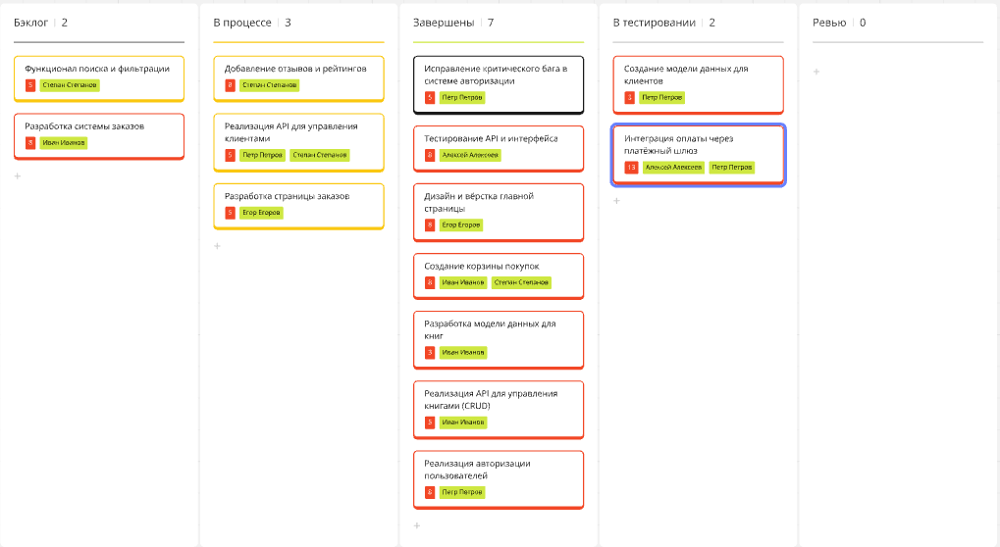 Бэклог | 2
Функционал поиска и фильтрации
5 Степан Степанов
Разработка системы заказов
8 Иван Иванов
+
В процессе | 3
Добавление отзывов и рейтингов
8 Степан Степанов
Реализация API для управления
клиентами
5 Петр Петров Степан Степанов
Разработка страницы заказов
5 Егор Егоров
+
Завершены | 7
Исправление критического бага в
системе авторизации
5 Петр Петров
Тестирование API и интерфейса
8 Алексей Алексеев
Дизайн и вёрстка главной
страницы
8 Егор Егоров
Создание корзины покупок
8 Иван Иванов Степан Степанов
Разработка модели данных для
книг
3 Иван Иванов
Реализация API для управления
книгами (CRUD)
5 Иван Иванов
Реализация авторизации
пользователей
8 Петр Петров
+
В тестировании | 2
Создание модели данных для
клиентов
3 Петр Петров
Интеграция оплаты через
платёжный шлюз
13 Алексей Алексеев Петр Петров
+
Ревью | 0
+